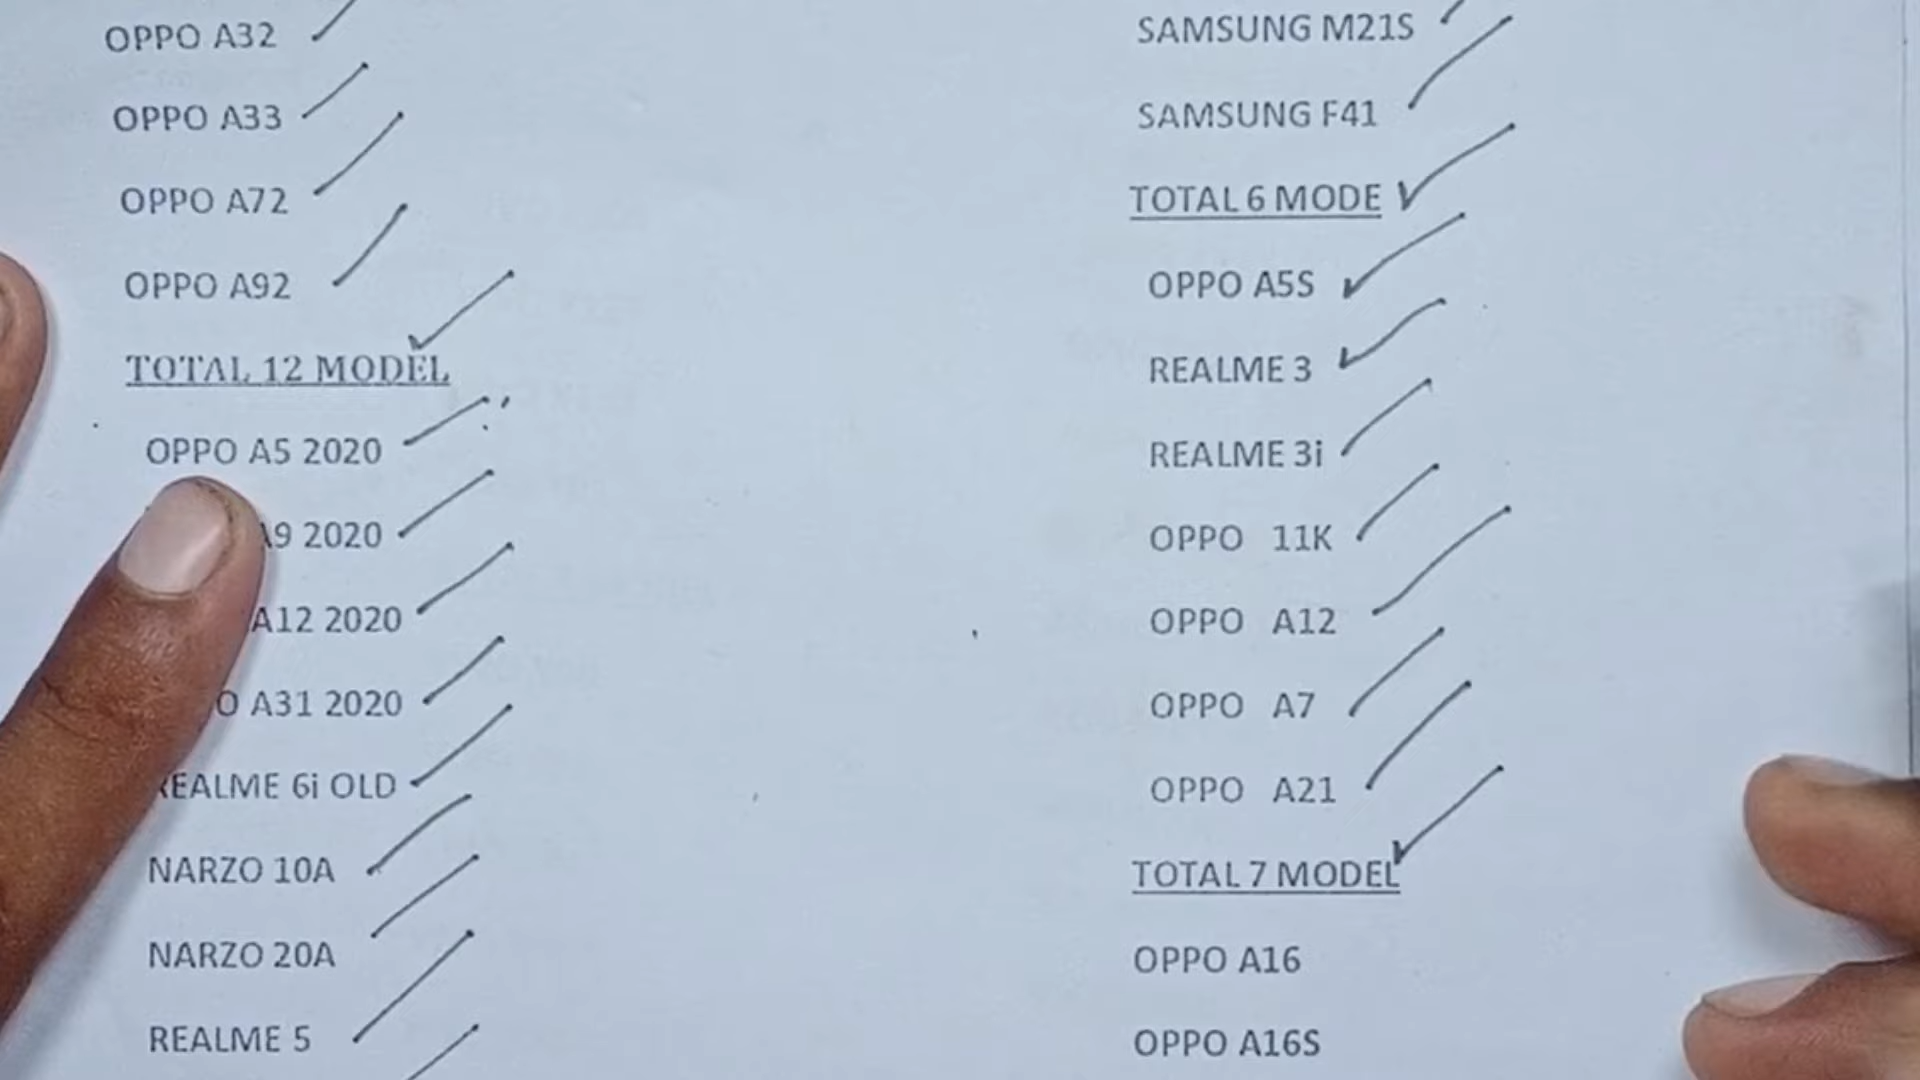 OPPO A32
OPPO A33
OPPO A72
OPPO A92
TOTAL 12 MODEL
OPPO A5 2020
A9 2020
A12 2020
O A31 2020
REALME 6i OLD
NARZO 10A
NARZO 20A
REALME 5
SAMSUNG M21S
SAMSUNG F41
TOTAL 6 MODE
OPPO A5S
REALME 3
REALME 3i
OPPO 11K
OPPO A12
OPPO A7
OPPO A21
TOTAL 7 MODEL
OPPO A16
OPPO A16S